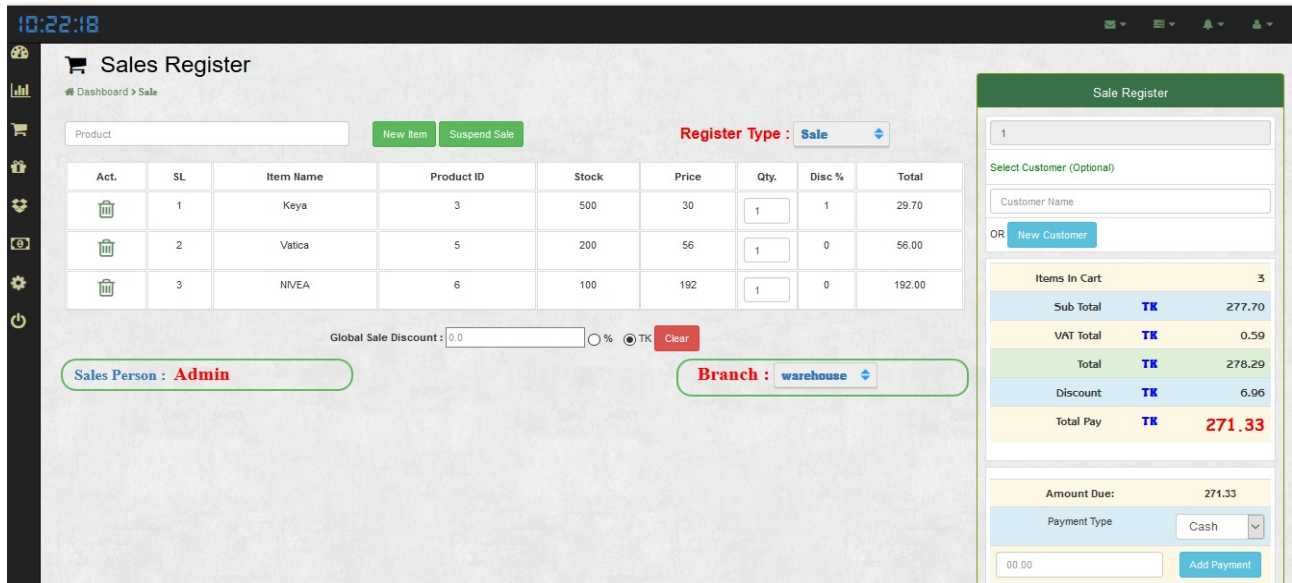 10:22:18
Sales Register
Dashboard > Sale
Product
New Item
Suspend Sale
Register Type : Sale
Act. SL Item Name Product ID Stock Price Qty. Disc % Total
1 Keya 3 500 30 1 1 29.70
2 Vatica 5 200 56 1 0 56.00
3 NIVEA 6 100 192 1 0 192.00
Global Sale Discount : 0.0 % TK Clear
Sales Person : Admin
Branch : warehouse
Sale Register
1
Select Customer (Optional)
Customer Name
OR New Customer
Items In Cart 3
Sub Total TK 277.70
VAT Total TK 0.59
Total TK 278.29
Discount TK 6.96
Total Pay TK 271.33
Amount Due: 271.33
Payment Type Cash
00.00 Add Payment